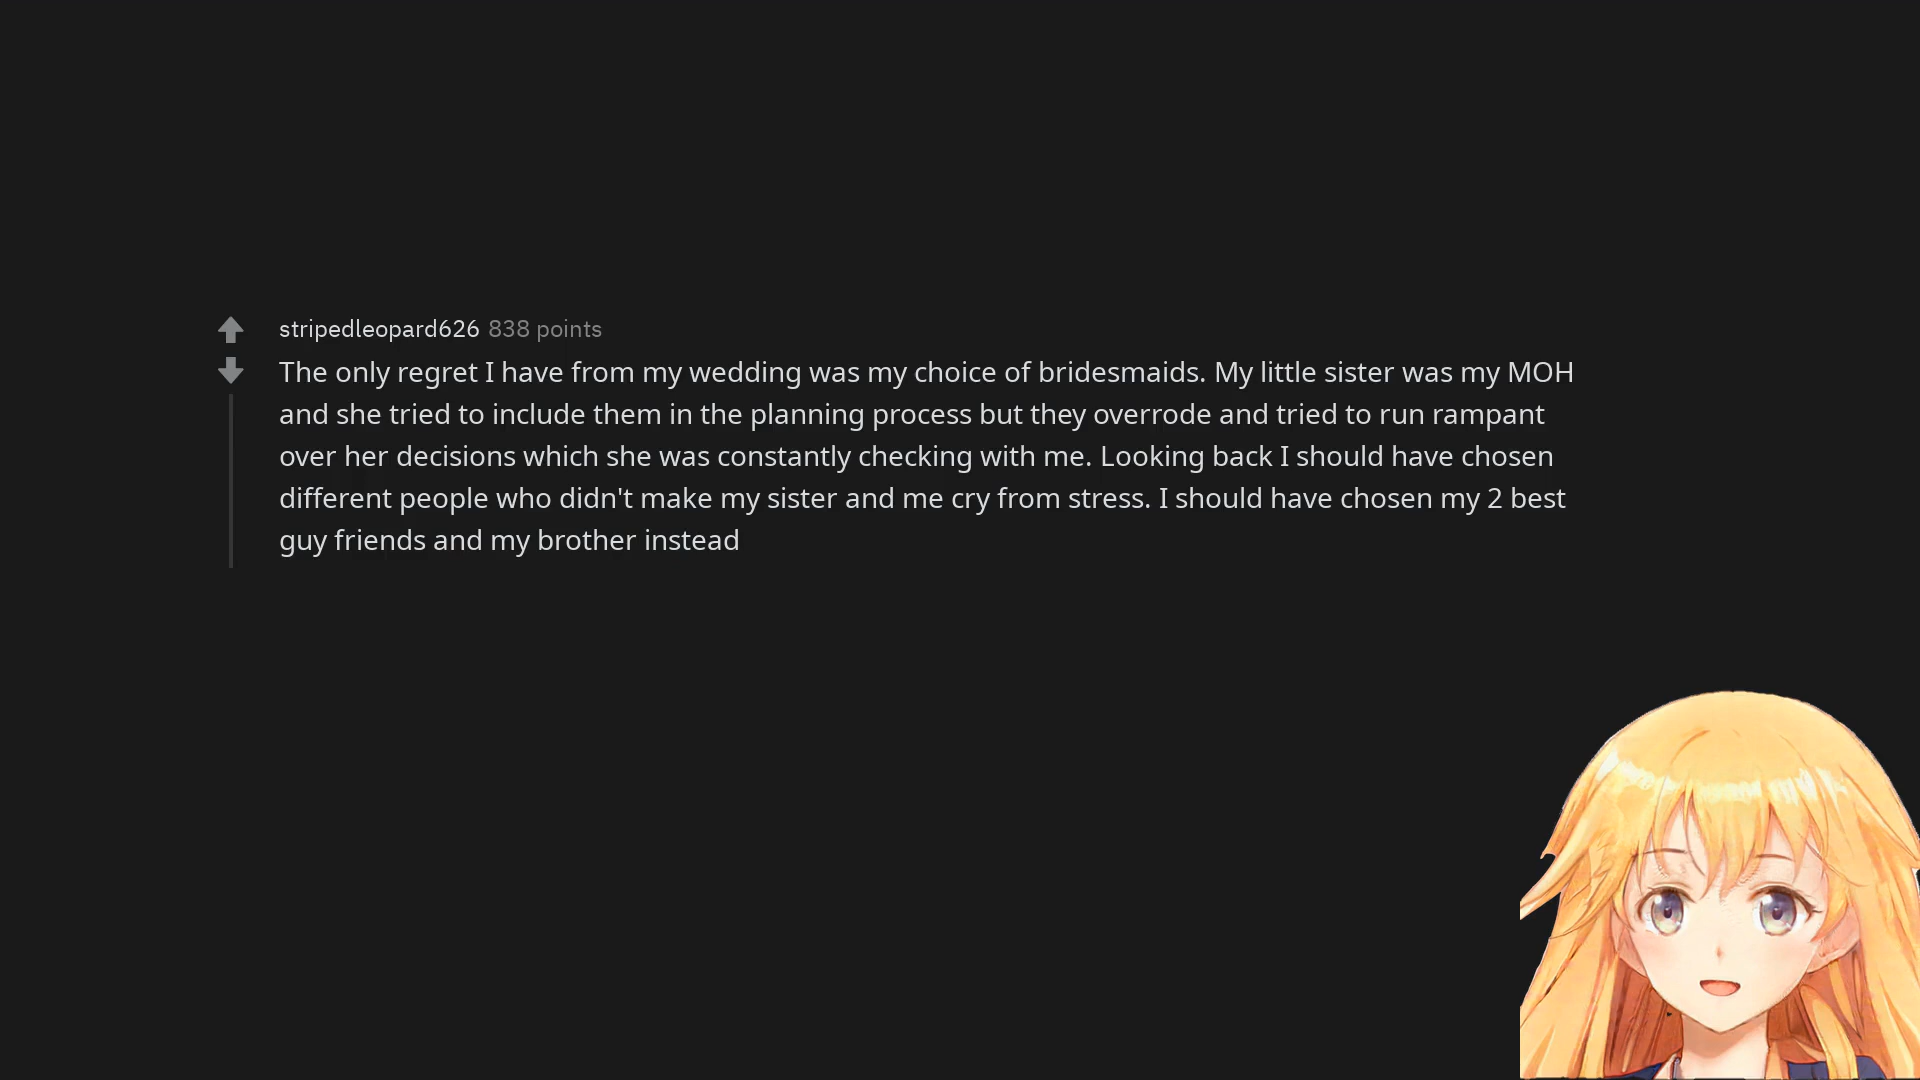 stripedleopard626 838 points
The only regret I have from my wedding was my choice of bridesmaids. My little sister was my MOH
and she tried to include them in the planning process but they overrode and tried to run rampant
over her decisions which she was constantly checking with me. Looking back I should have chosen
different people who didn't make my sister and me cry from stress. I should have chosen my 2 best
guy friends and my brother instead